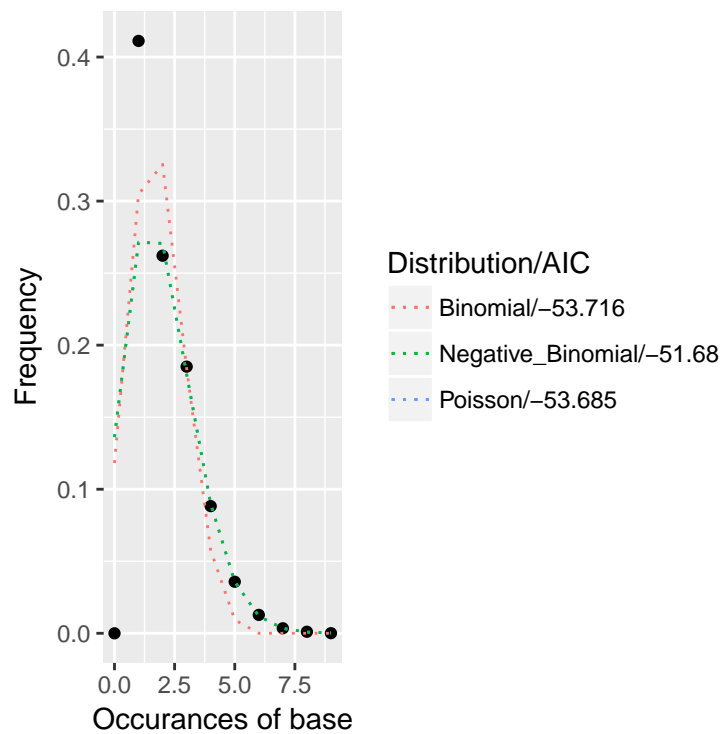 0.4
0.3
0.2
0.1
0.0
Frequency
0.0 2.5 5.0 7.5
Occurances of base
Distribution/AIC
Binomial/−53.716
Negative_Binomial/−51.68
Poisson/−53.685